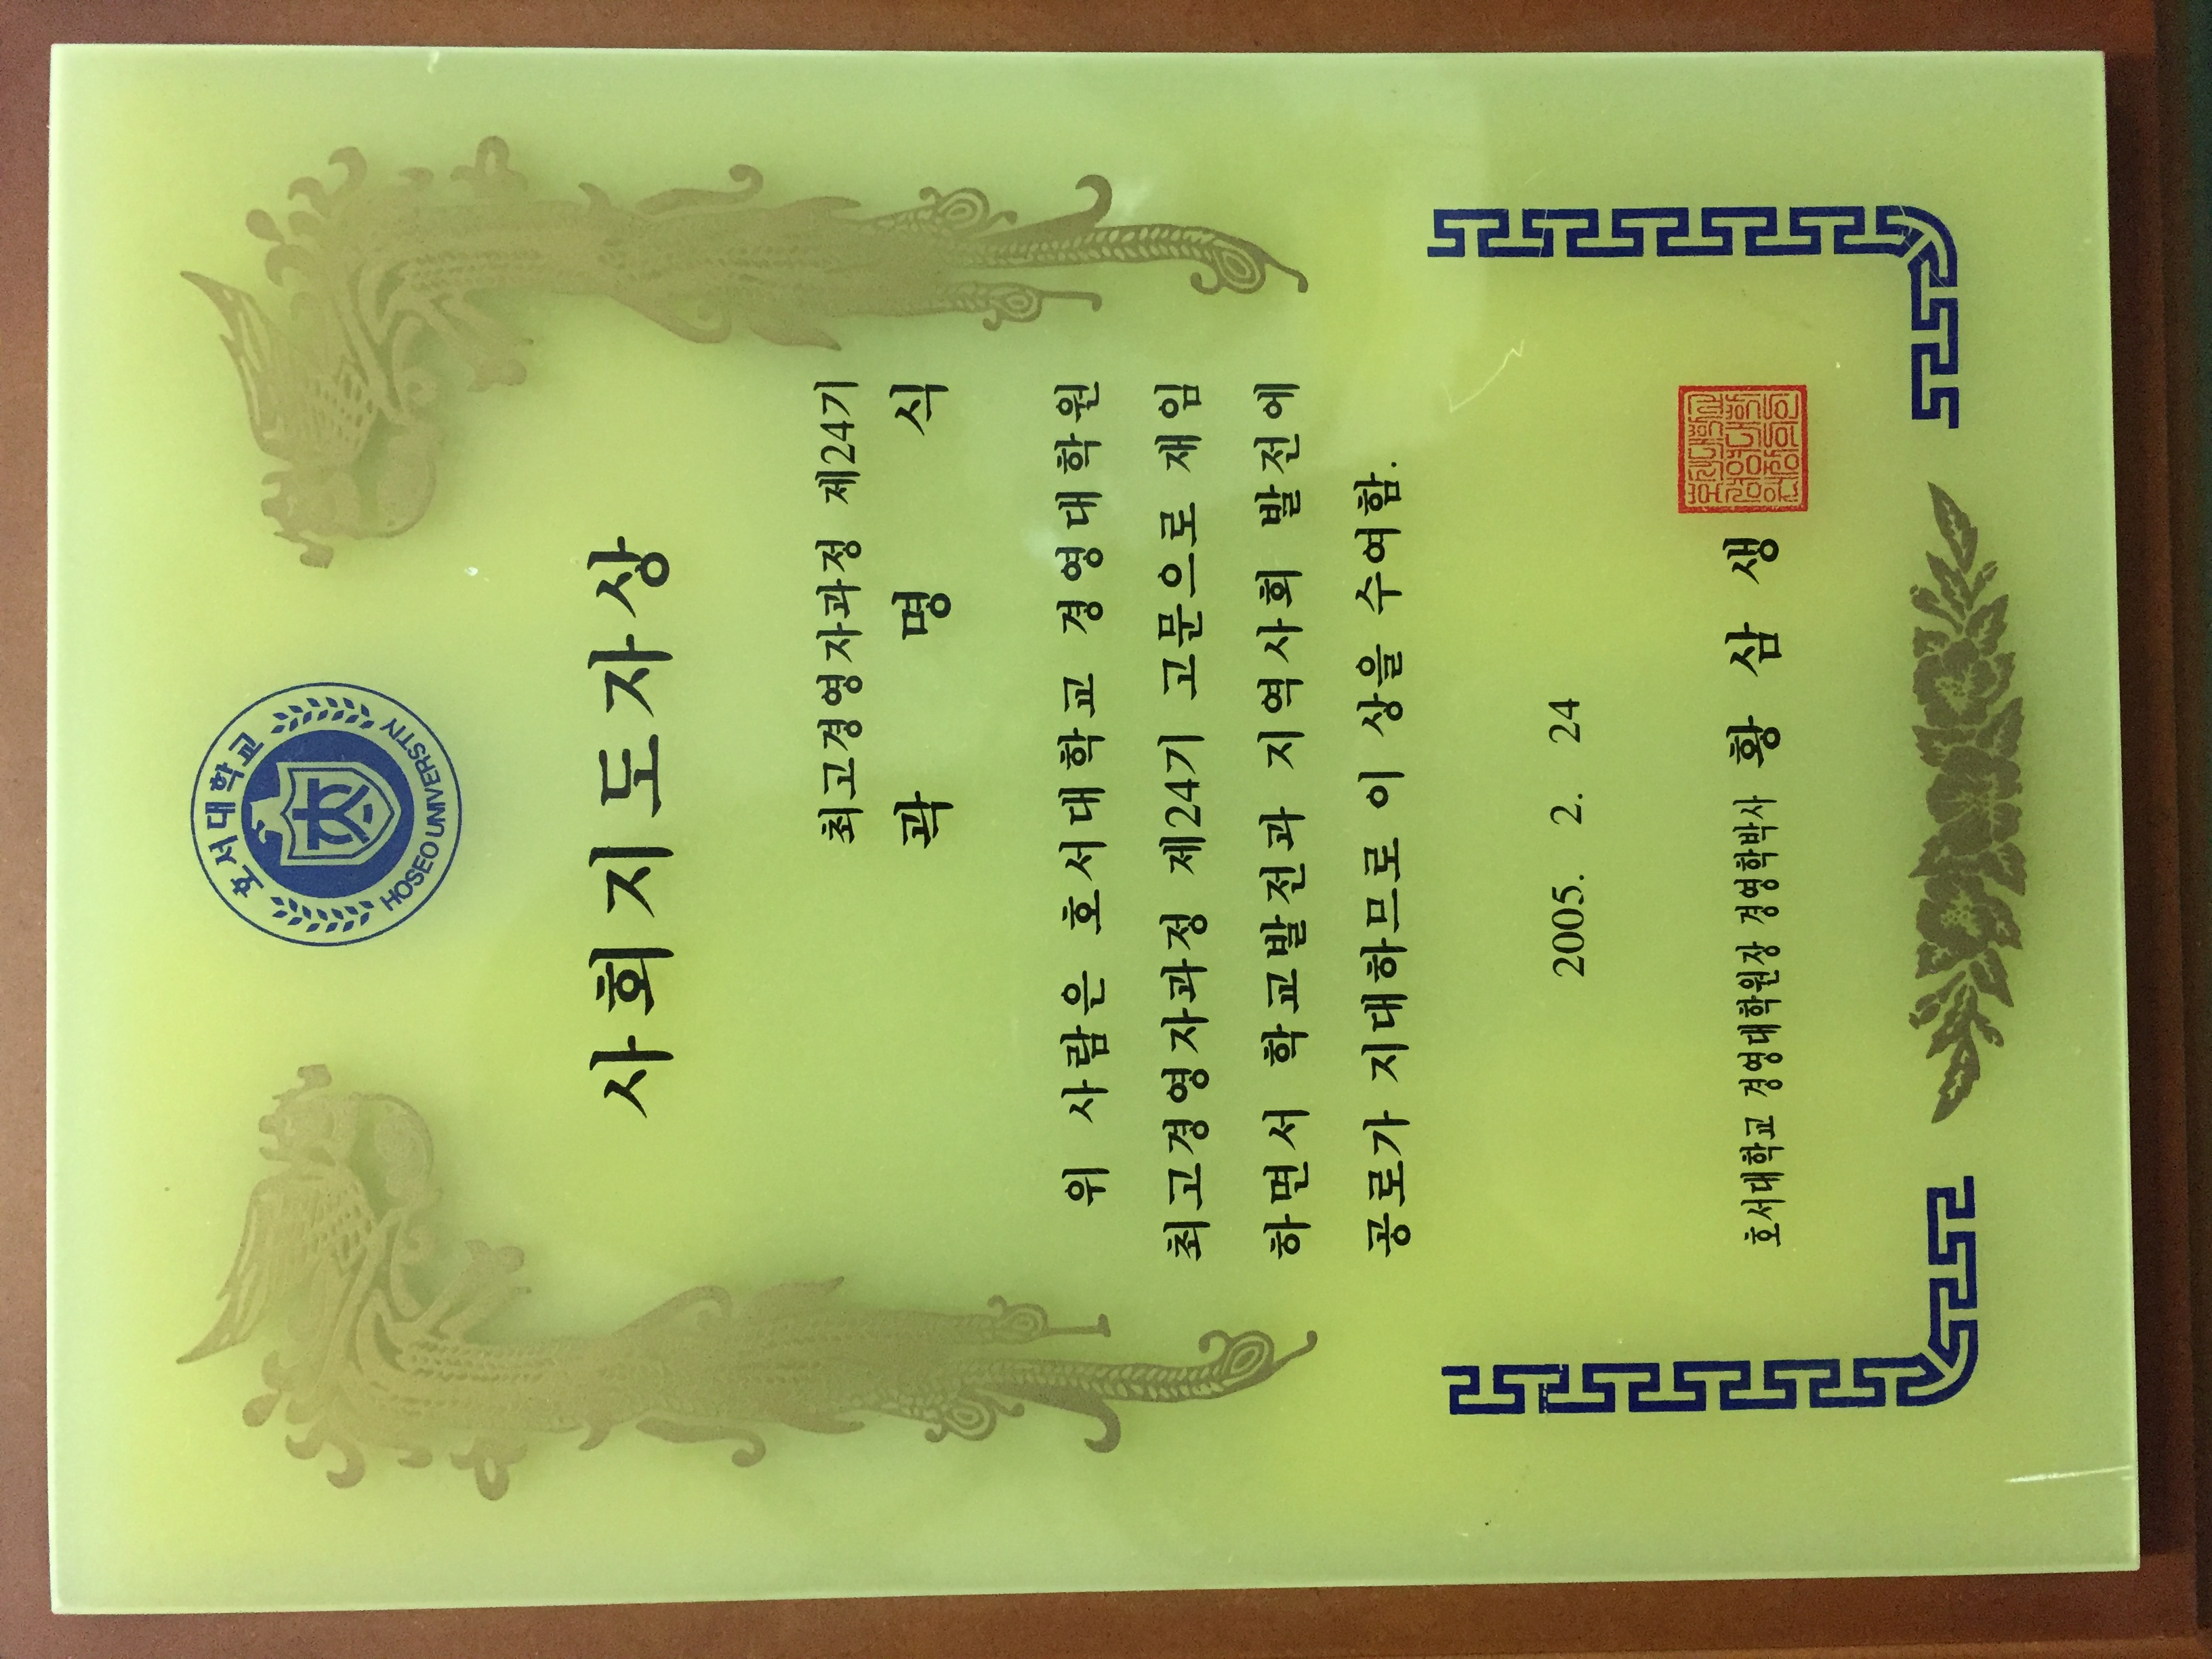 호서대학교
HOSEO UNIVERSTIY
사회지도자상
최고경영자과정 제24기
곽 명 식
위 사람은 호서대학교 경영대학원
최고경영자과정 제24기 고문으로 재임
하면서 학교발전과 지역사회 발전에
공로가 지대하므로 이 상을 수여함.
2005. 2. 24
호서대학교 경영대학원장 경영학박사 황 삼 생